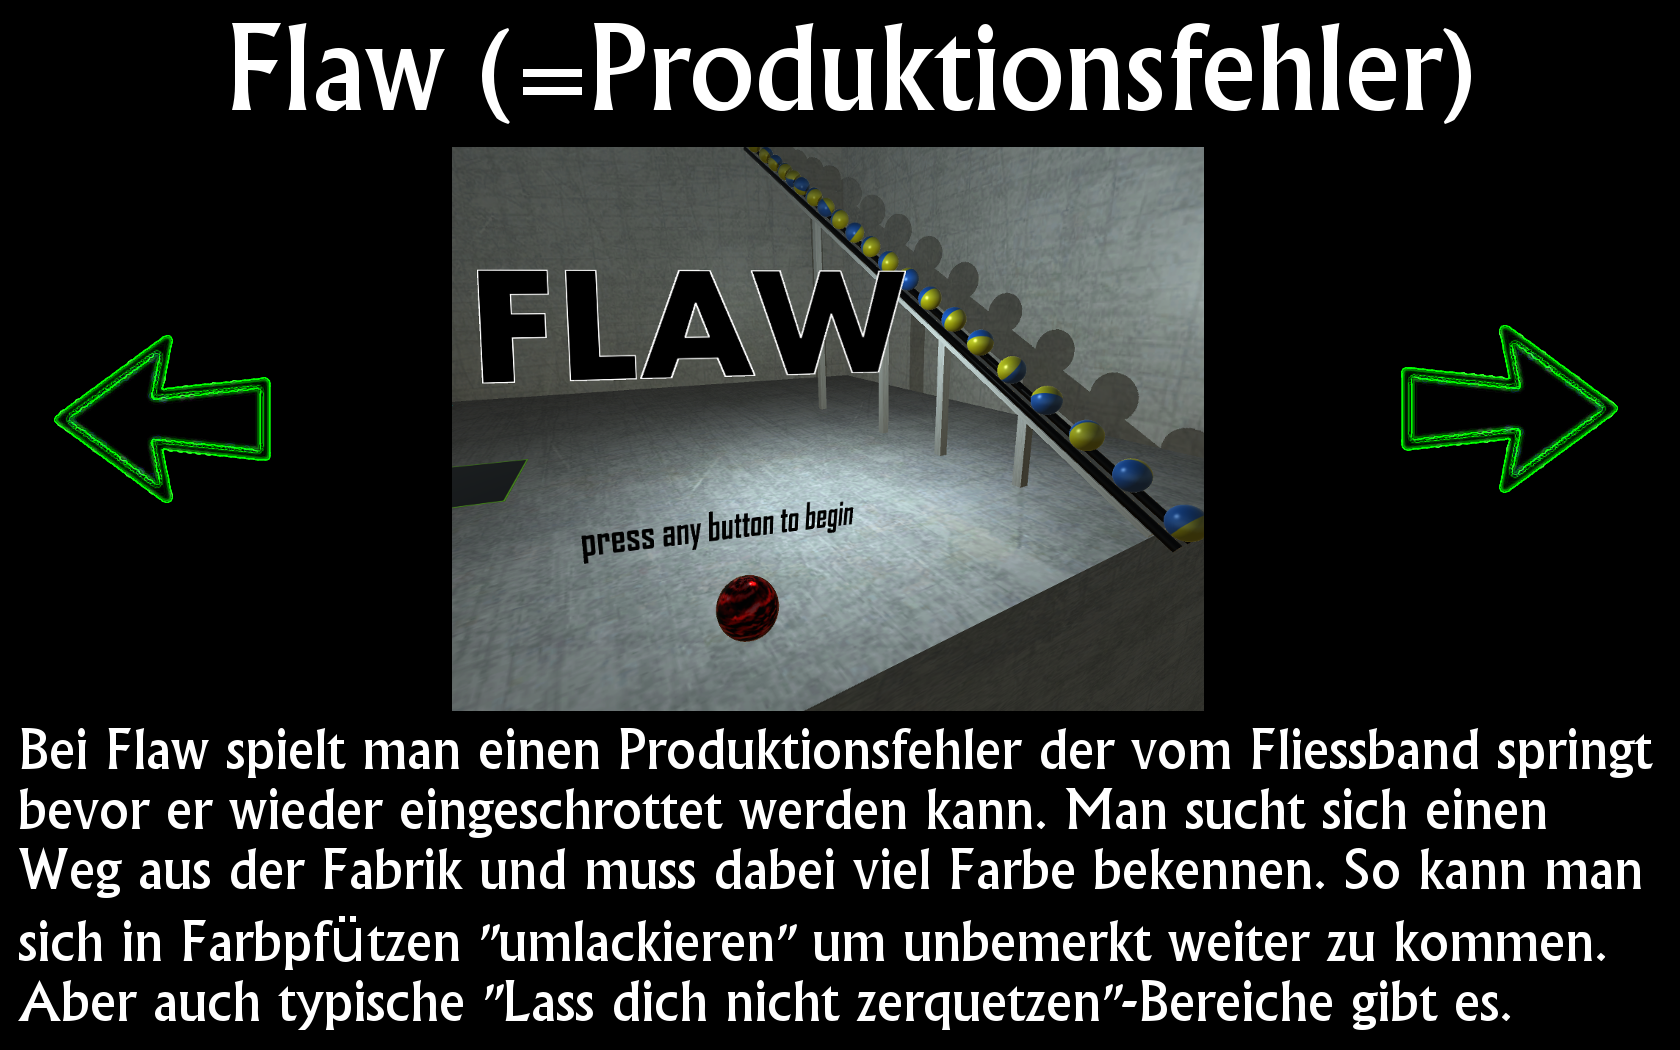 Flaw (=Produktionsfehler)
FLAW
press any button to begin
Bei Flaw spielt man einen Produktionsfehler der vom Fliessband springt
bevor er wieder eingeschrottet werden kann. Man sucht sich einen
Weg aus der Fabrik und muss dabei viel Farbe bekennen. So kann man
sich in Farbpfützen "umlackieren" um unbemerkt weiter zu kommen.
Aber auch typische "Lass dich nicht zerquetzen"-Bereiche gibt es.